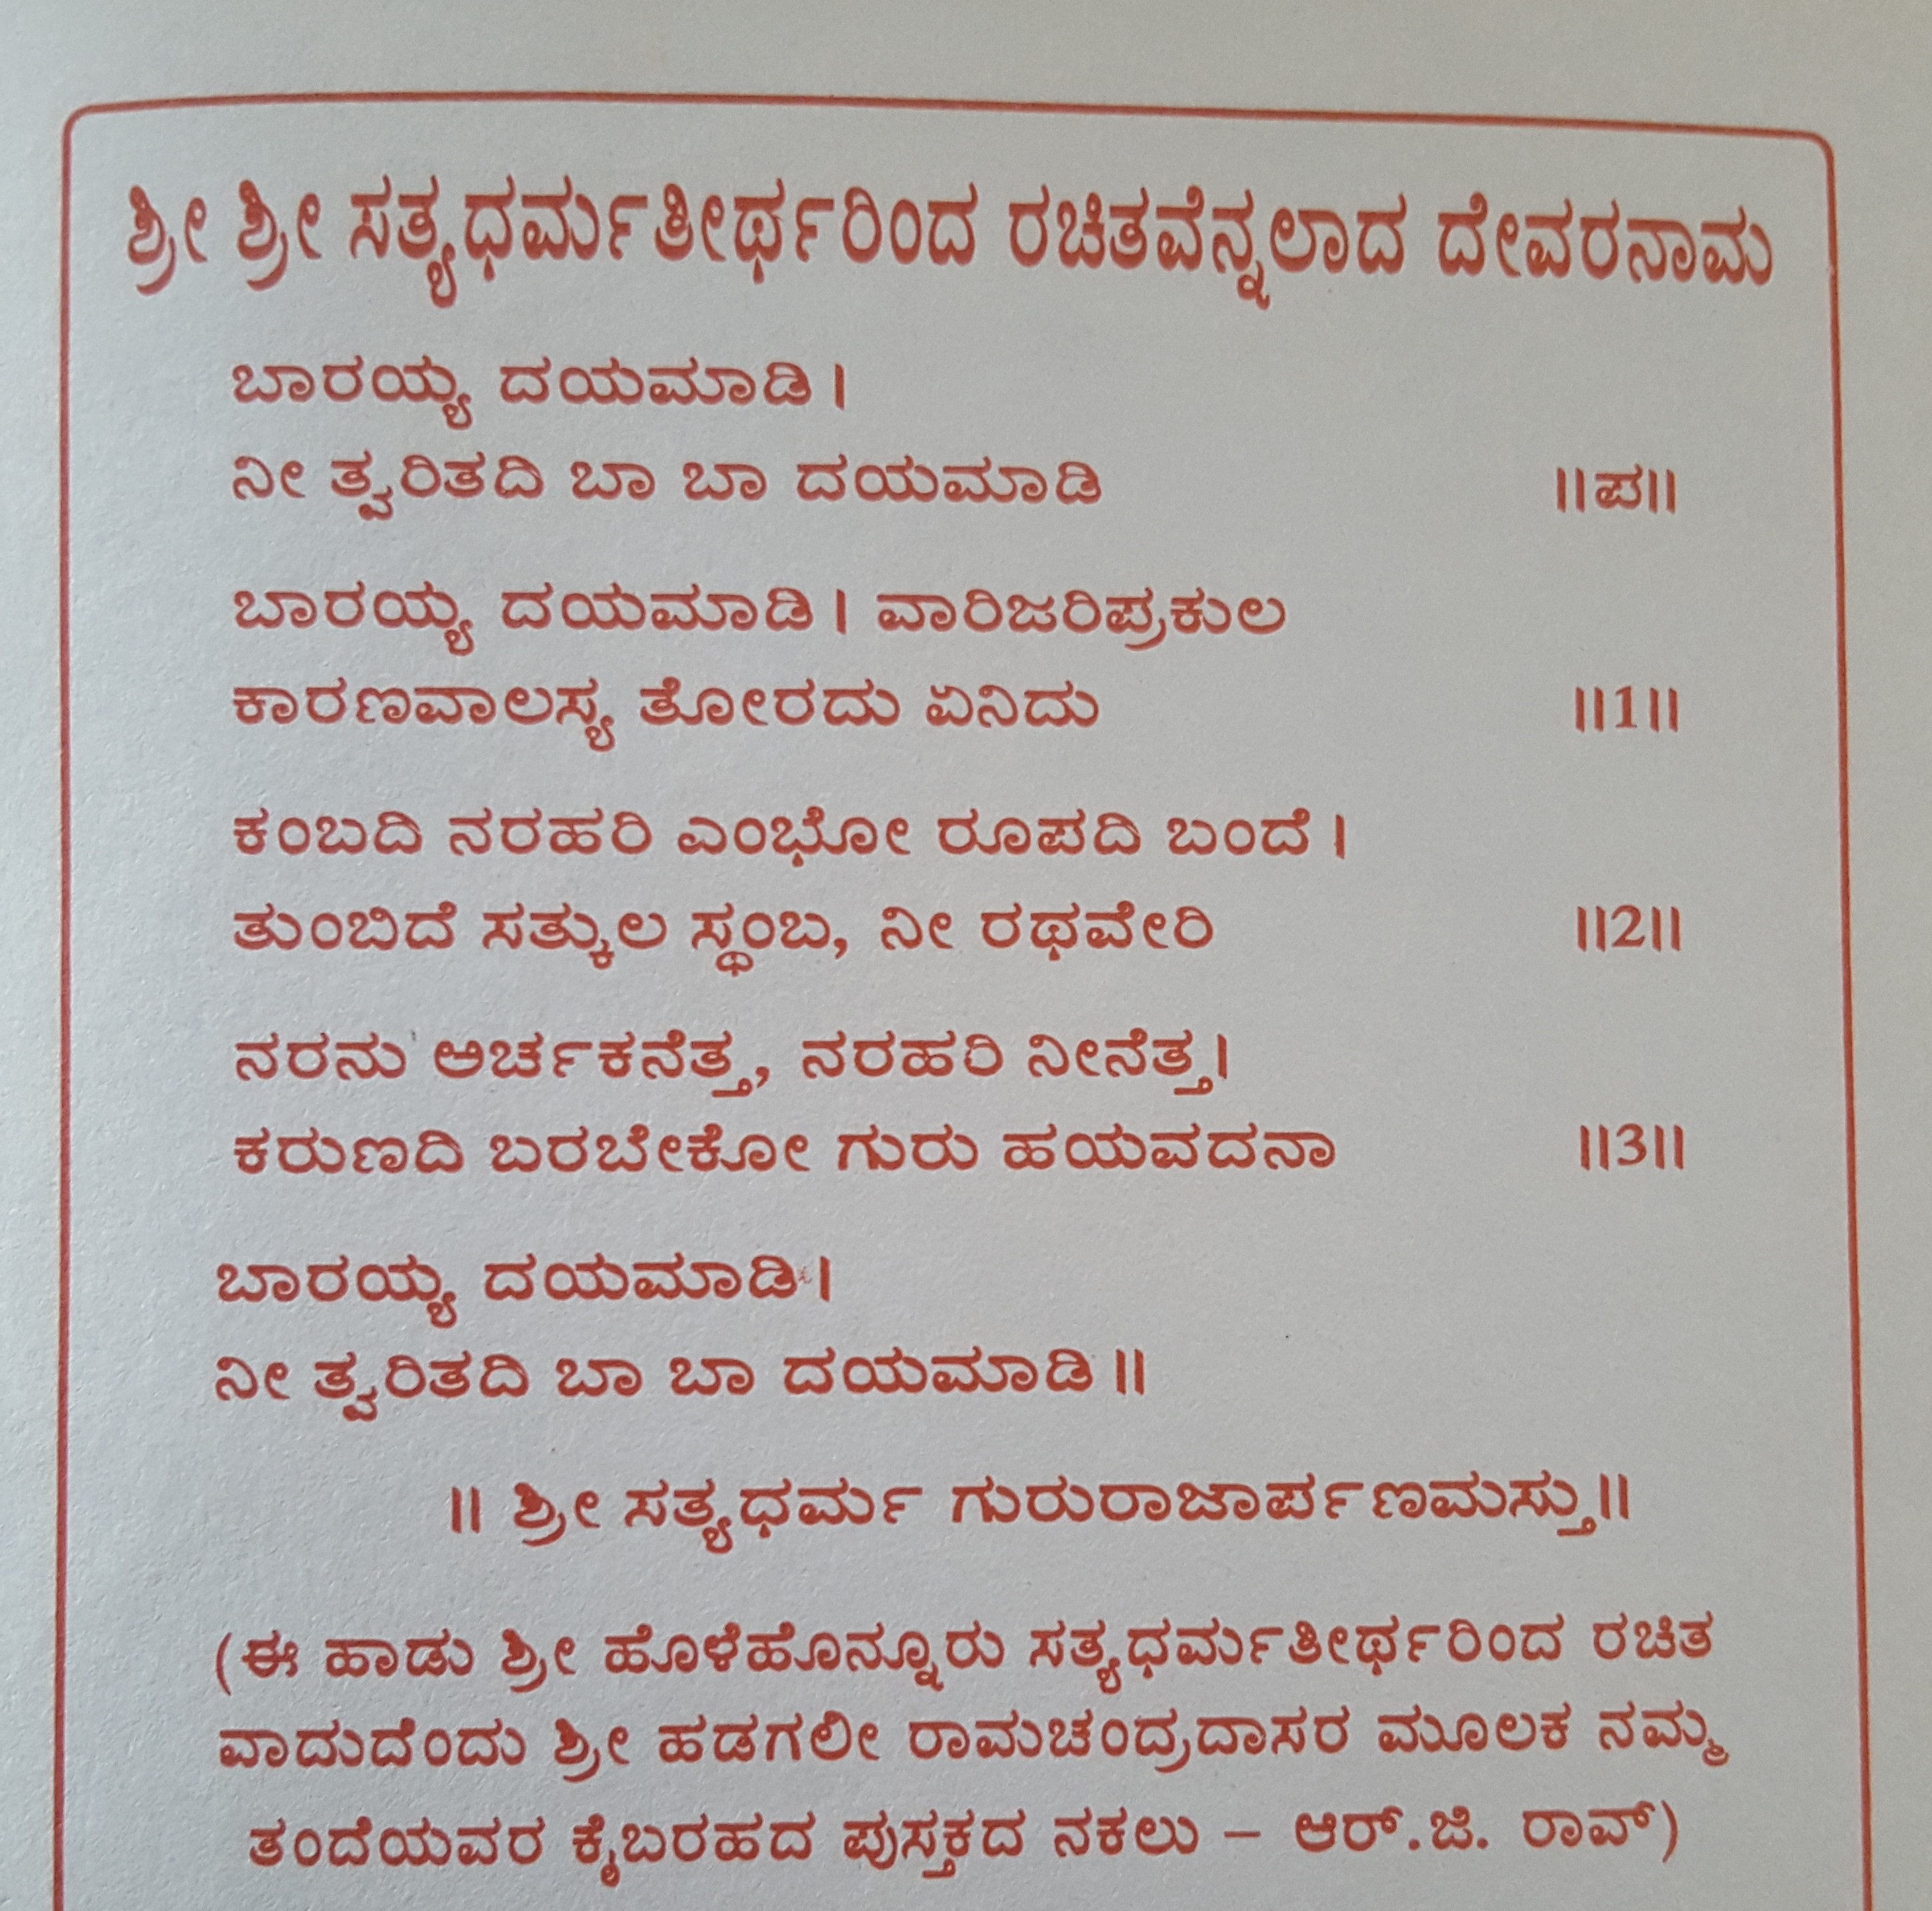 ಶ್ರೀ ಶ್ರೀ ಸತ್ಯಧರ್ಮತೀರ್ಥರಿಂದ ರಚಿತವೆನ್ನಲಾದ ದೇವರನಾಮ
ಬಾರಯ್ಯ ದಯಮಾಡಿ ।
ನೀ ತ್ವರಿತದಿ ಬಾ ಬಾ ದಯಮಾಡಿ ॥ಪ॥
ಬಾರಯ್ಯ ದಯಮಾಡಿ । ವಾರಿಜರಿಪ್ರಕುಲ
ಕಾರಣವಾಲಸ್ಯ ತೋರದು ಏನಿದು ॥1॥
ಕಂಬದಿ ನರಹರಿ ಎಂಭೋ ರೂಪದಿ ಬಂದೆ ।
ತುಂಬಿದೆ ಸತ್ಕುಲ ಸ್ಥಂಬ, ನೀ ರಥವೇರಿ ॥2॥
ನರನು ಅರ್ಚಕನೆತ್ತ, ನರಹರಿ ನೀನೆತ್ತ।
ಕರುಣದಿ ಬರಬೇಕೋ ಗುರು ಹಯವದನಾ ॥3॥
ಬಾರಯ್ಯ ದಯಮಾಡಿ ।
ನೀ ತ್ವರಿತದಿ ಬಾ ಬಾ ದಯಮಾಡಿ ॥
॥ ಶ್ರೀ ಸತ್ಯಧರ್ಮ ಗುರುರಾಜಾರ್ಪಣಮಸ್ತು॥
(ಈ ಹಾಡು ಶ್ರೀ ಹೊಳೆಹೊನ್ನೂರು ಸತ್ಯಧರ್ಮತೀರ್ಥರಿಂದ ರಚಿತ
ವಾದುದೆಂದು ಶ್ರೀ ಹಡಗಲೀ ರಾಮಚಂದ್ರದಾಸರ ಮೂಲಕ ನಮ್ಮ
ತಂದೆಯವರ ಕೈಬರಹದ ಪುಸ್ತಕದ ನಕಲು – ಆರ್.ಜಿ. ರಾವ್)